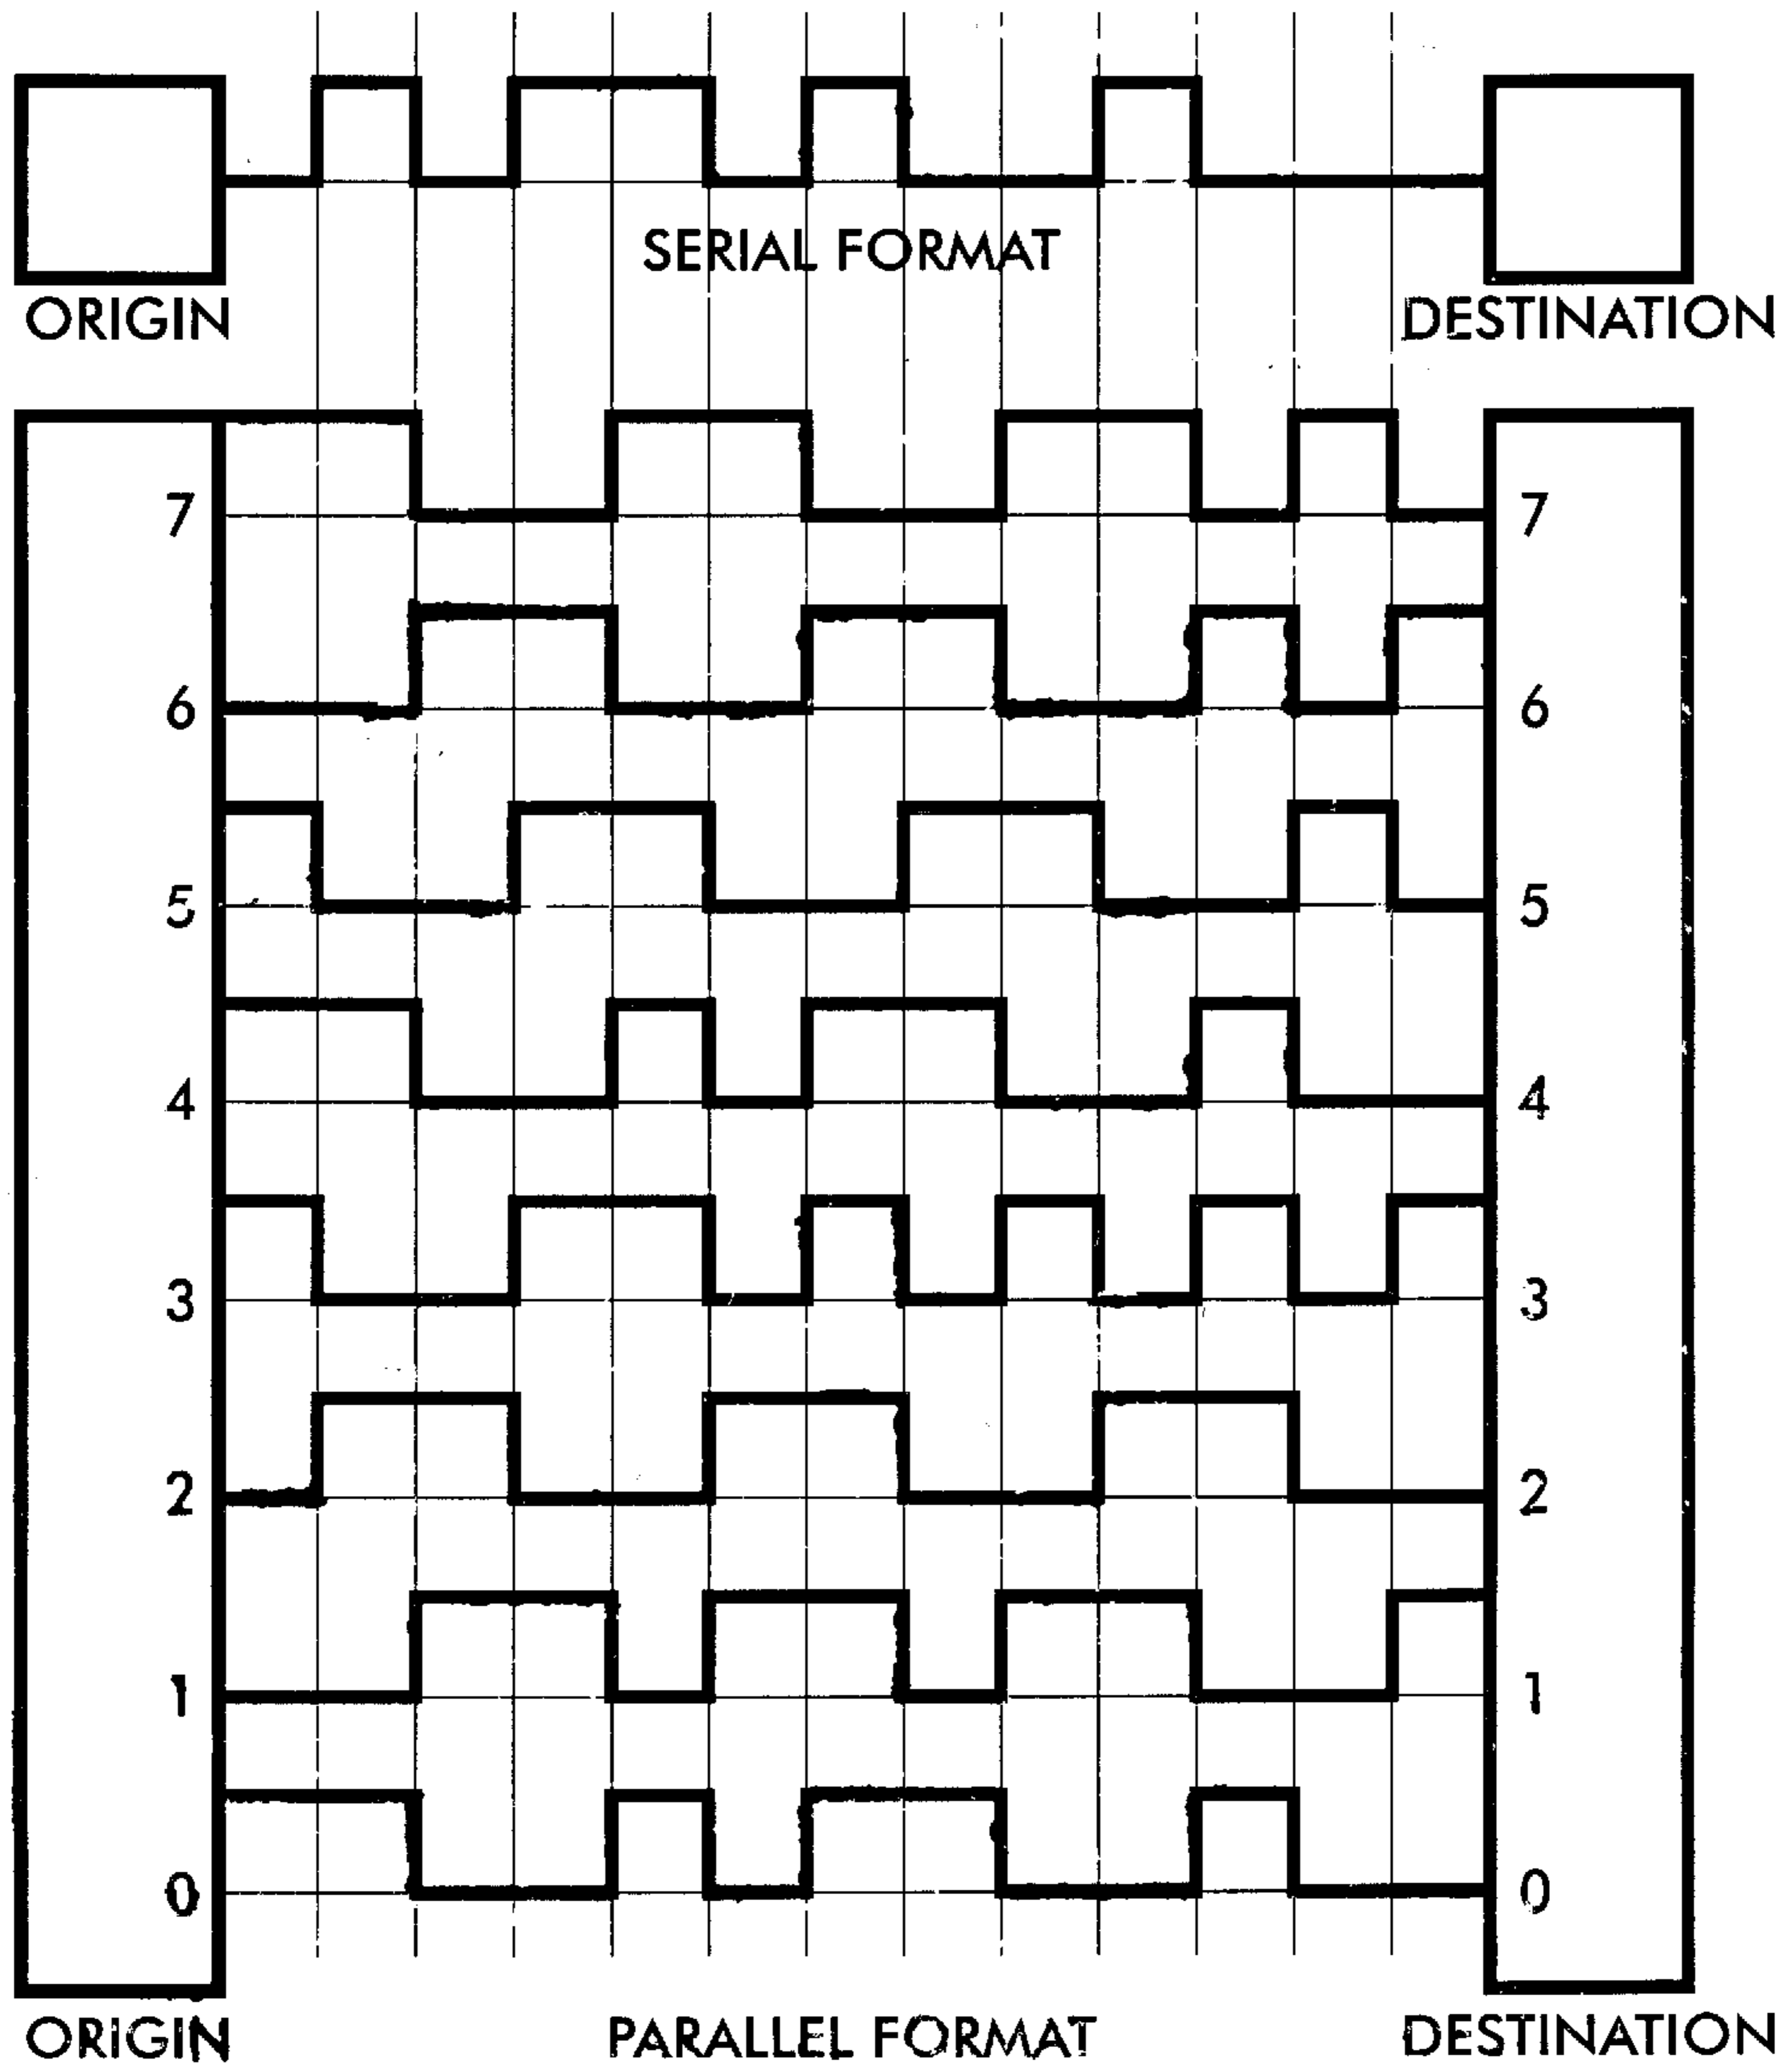 SERIAL FORMAT
ORIGIN DESTINATION
7 7
6 6
5 5
4 4
3 3
2 2
1 1
0 0
ORIGIN PARALLEL FORMAT DESTINATION